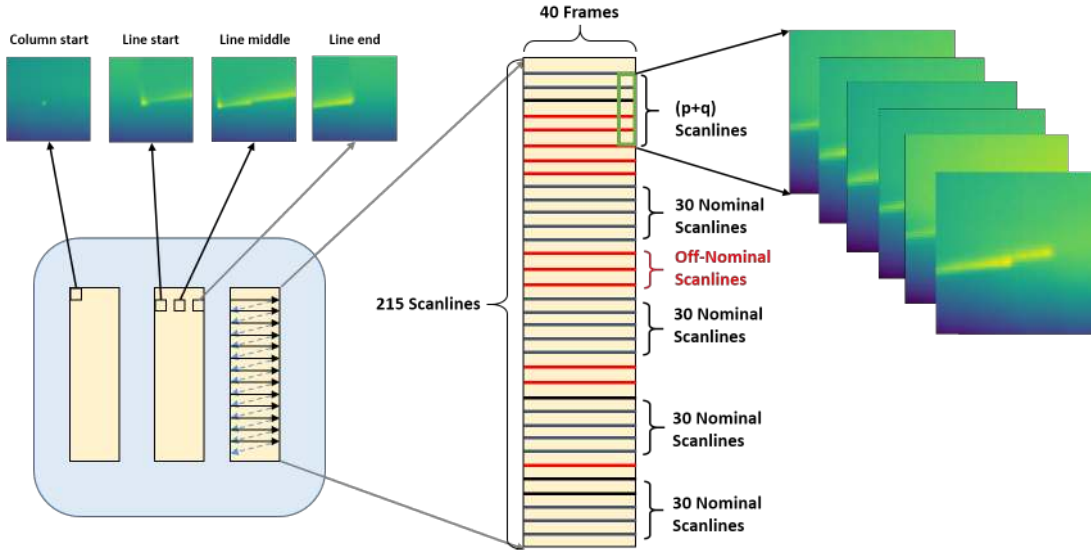 40 Frames
Column start
Line start
Line middle
Line end
(p+q)
Scanlines
30 Nominal
Scanlines
Off-Nominal
Scanlines
215 Scanlines
30 Nominal
Scanlines
30 Nominal
Scanlines
30 Nominal
Scanlines